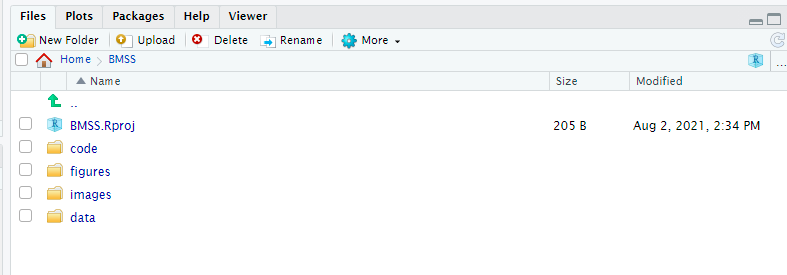 Files Plots Packages Help Viewer
New Folder Upload Delete Rename More
Home BMSS R ...
Name Size Modified
..
R BMSS.Rproj 205 B Aug 2, 2021, 2:34 PM
code
figures
images
data